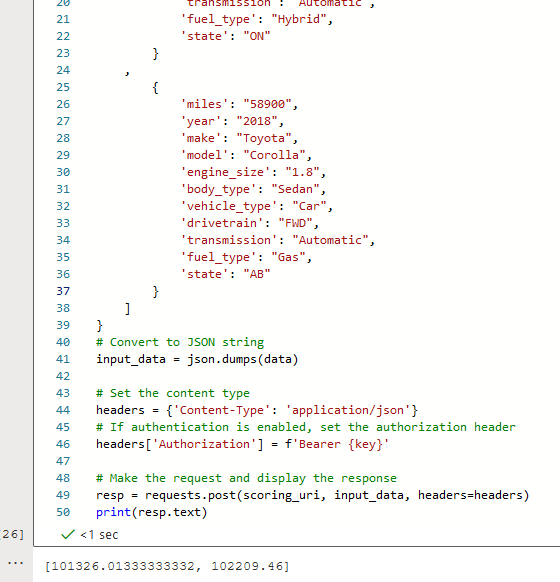 20 'transmission': "Automatic",
21 'fuel_type': "Hybrid",
22 'state': "ON"
23 }
24 ,
25 {
26 'miles': "58900",
27 'year': "2018",
28 'make': "Toyota",
29 'model': "Corolla",
30 'engine_size': "1.8",
31 'body_type': "Sedan",
32 'vehicle_type': "Car",
33 'drivetrain': "FWD",
34 'transmission': "Automatic",
35 'fuel_type': "Gas",
36 'state': "AB"
37 }
38 ]
39 }
40 # Convert to JSON string
41 input_data = json.dumps(data)
42
43 # Set the content type
44 headers = {'Content-Type': 'application/json'}
45 # If authentication is enabled, set the authorization header
46 headers['Authorization'] = f'Bearer {key}'
47
48 # Make the request and display the response
49 resp = requests.post(scoring_uri, input_data, headers=headers)
50 print(resp.text)
[26] <1 sec
[101326.01333333332, 102209.46]